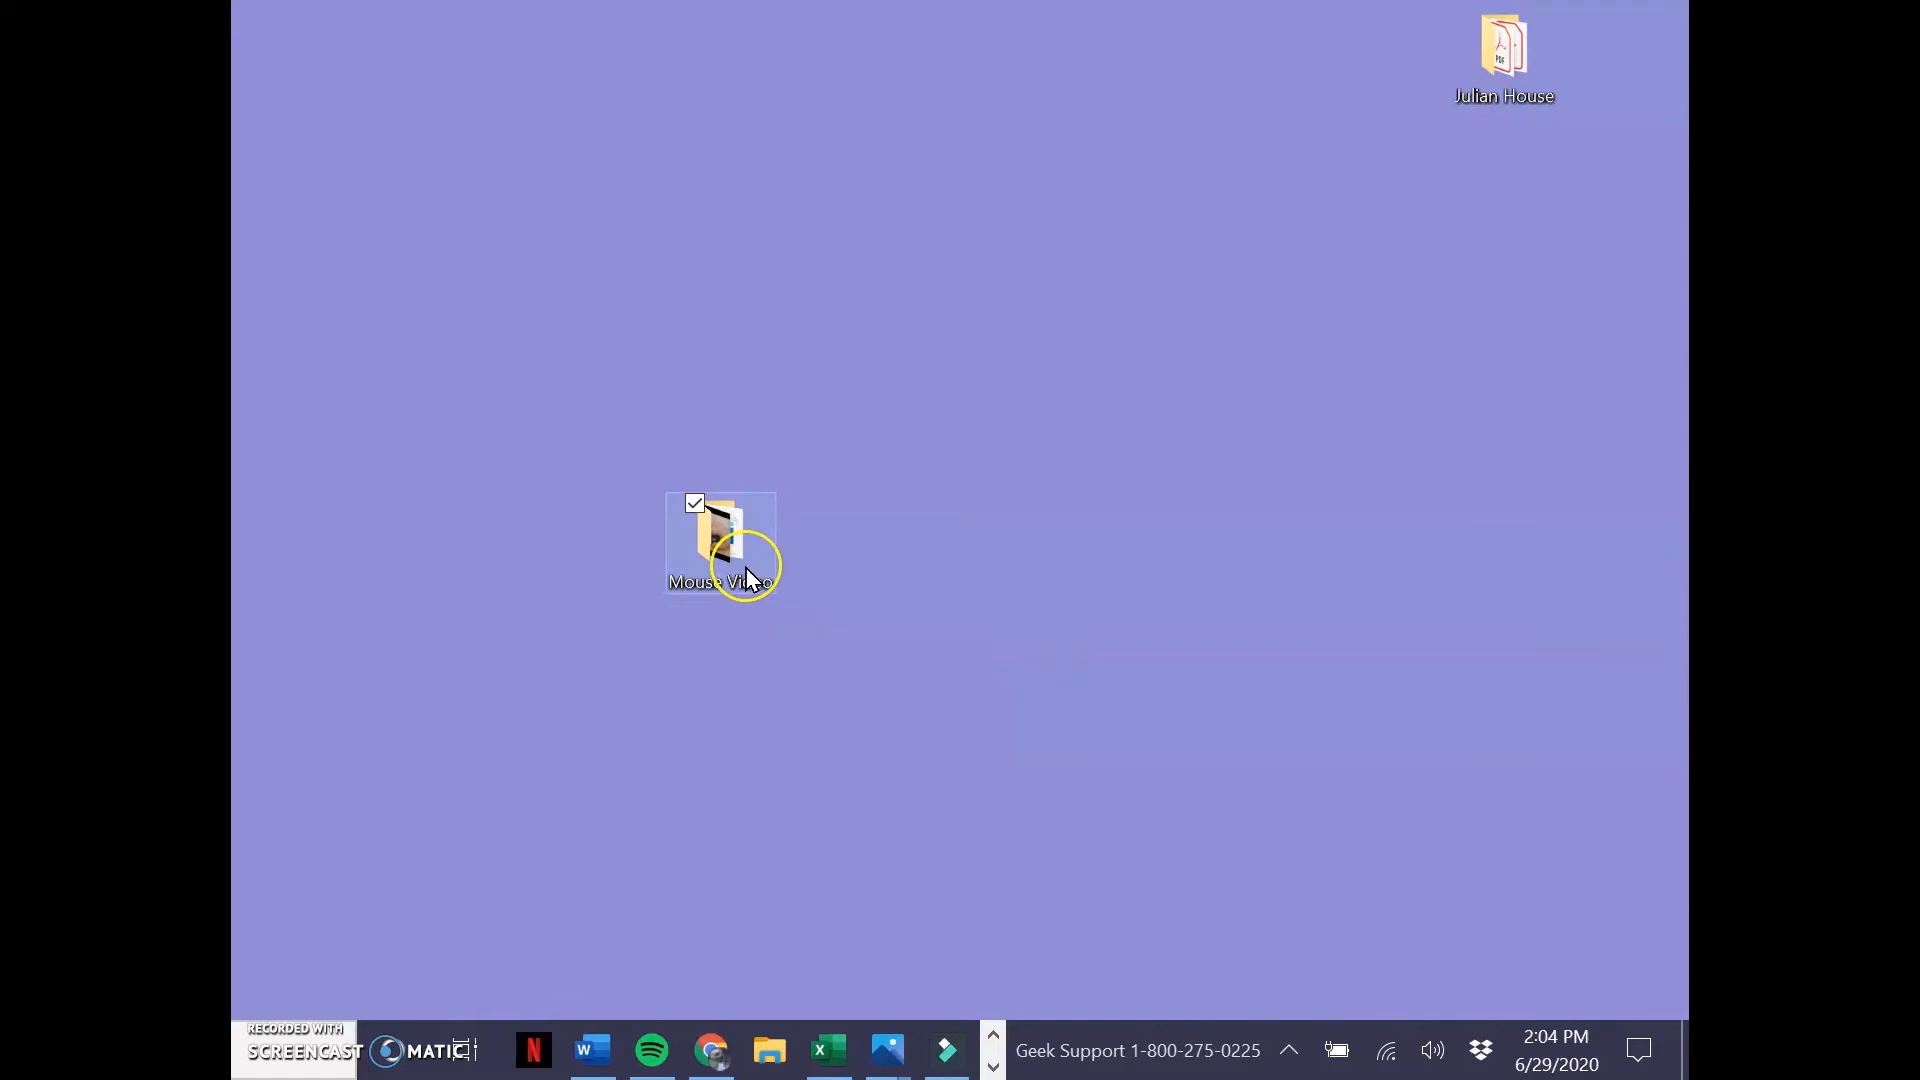 PDF
Julian House
Mouse Video
RECORDED WITH
SCREENCAST MATIC
N
W
X
Geek Support 1-800-275-0225
2:04 PM
6/29/2020